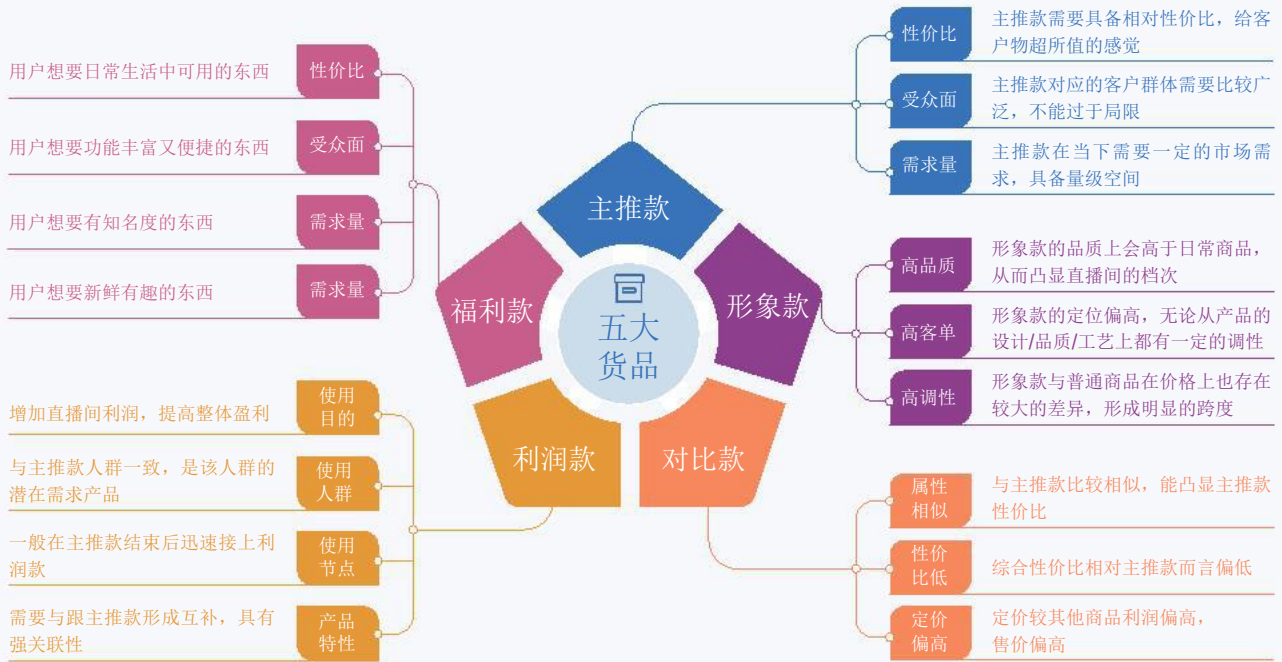 五大
货品
主推款
性价比
主推款需要具备相对性价比，给客
户物超所值的感觉
受众面
主推款对应的客户群体需要比较广
泛，不能过于局限
需求量
主推款在当下需要一定的市场需
求，具备量级空间
形象款
高品质
形象款的品质上会高于日常商品，
从而凸显直播间的档次
高客单
形象款的定位偏高，无论从产品的
设计/品质/工艺上都有一定的调性
高调性
形象款与普通商品在价格上也存在
较大的差异，形成明显的跨度
对比款
属性
相似
与主推款比较相似，能凸显主推款
性价比
性价
比低
综合性价比相对主推款而言偏低
定价
偏高
定价较其他商品利润偏高，
售价偏高
利润款
使用
目的
增加直播间利润，提高整体盈利
使用
人群
与主推款人群一致，是该人群的
潜在需求产品
使用
节点
一般在主推款结束后迅速接上利
润款
产品
特性
需要与跟主推款形成互补，具有
强关联性
福利款
性价比
用户想要日常生活中可用的东西
受众面
用户想要功能丰富又便捷的东西
需求量
用户想要有知名度的东西
需求量
用户想要新鲜有趣的东西